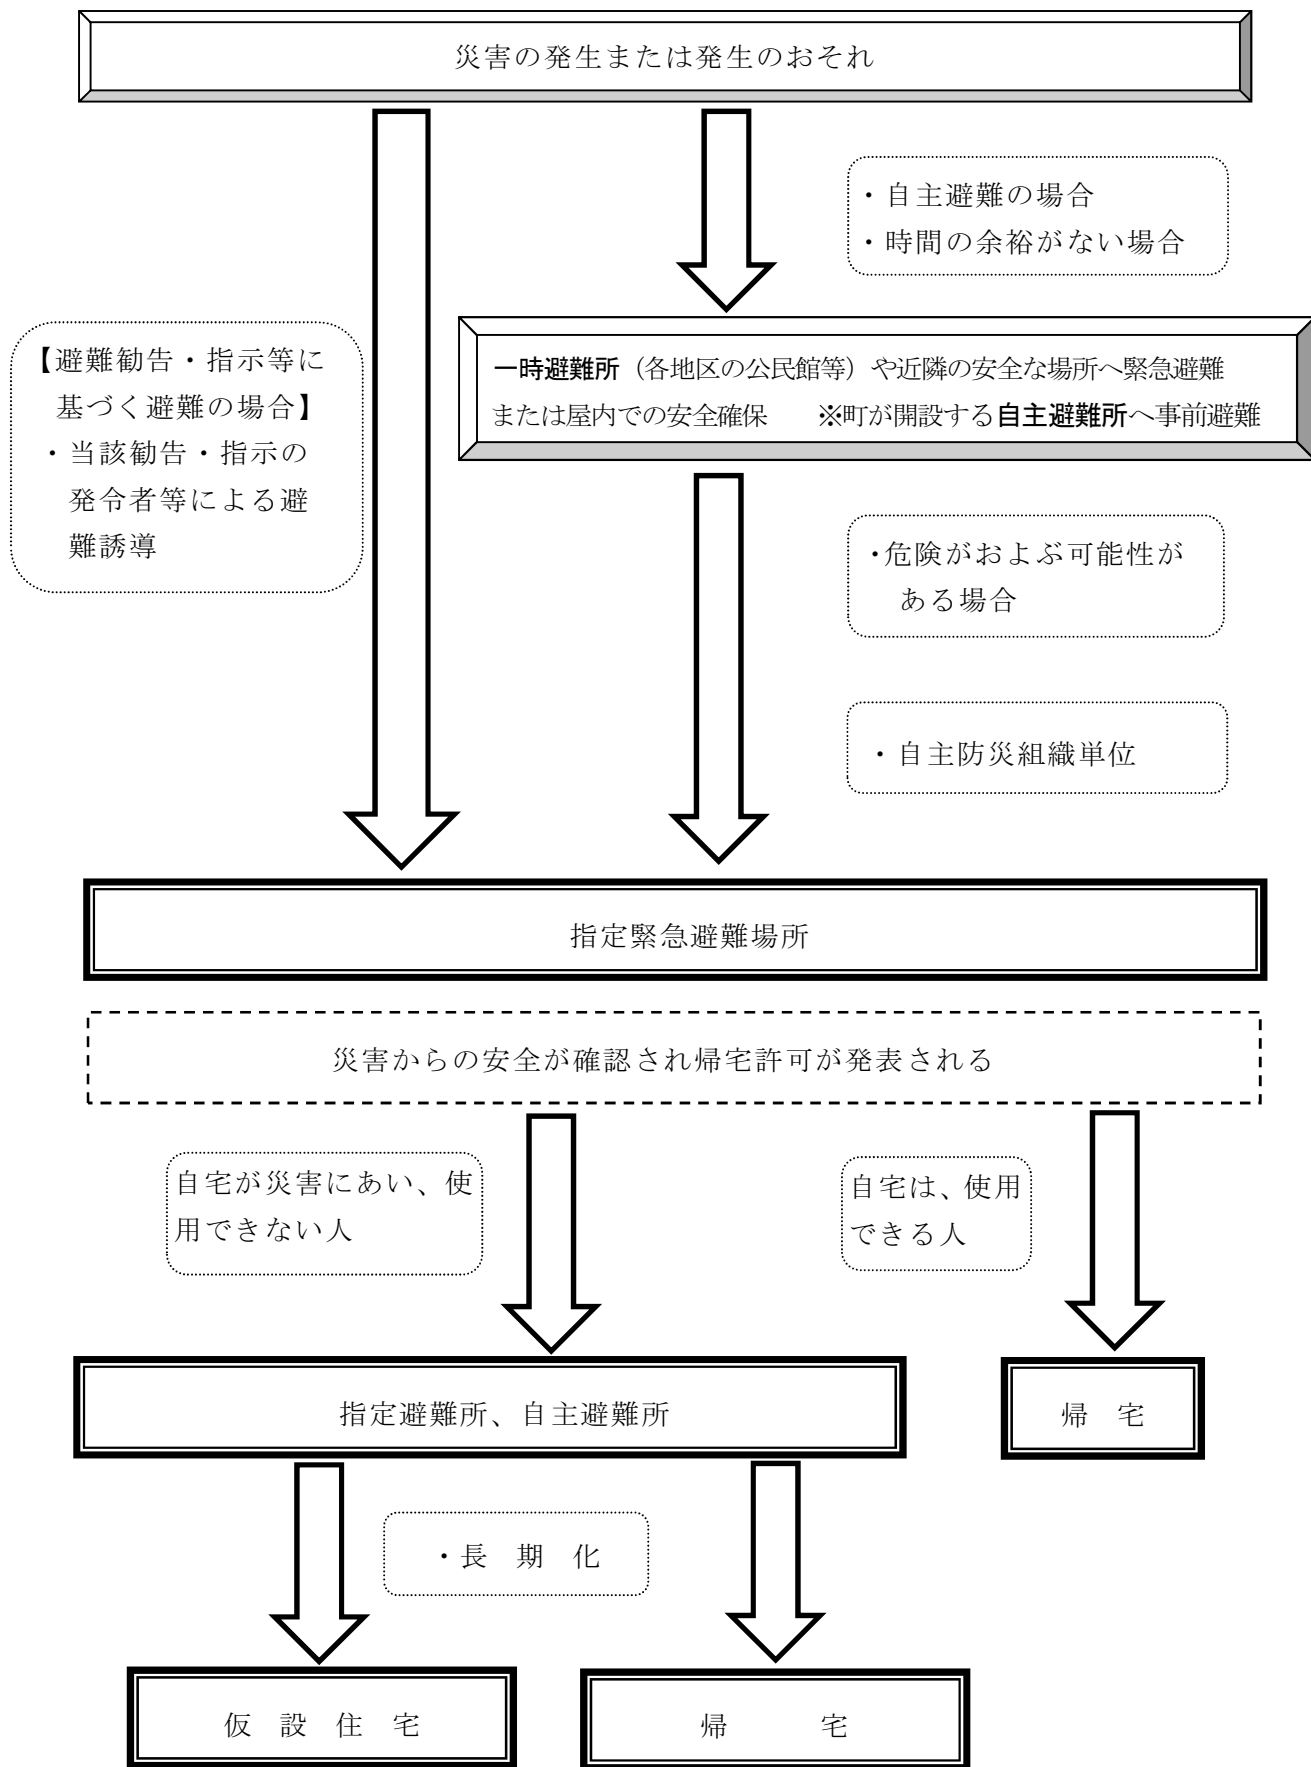 災害の発生または発生のおそれ
・自主避難の場合
・時間の余裕がない場合
【避難勧告・指示等に
基づく避難の場合】
・当該勧告・指示の
発令者等による避
難誘導
一時避難所（各地区の公民館等）や近隣の安全な場所へ緊急避難
または屋内での安全確保　　※町が開設する自主避難所へ事前避難
・危険がおよぶ可能性が
ある場合
・自主防災組織単位
指定緊急避難場所
災害からの安全が確認され帰宅許可が発表される
自宅が災害にあい、使
用できない人
自宅は、使用
できる人
指定避難所、自主避難所
帰　宅
・長　期　化
仮　設　住　宅
帰　　　宅